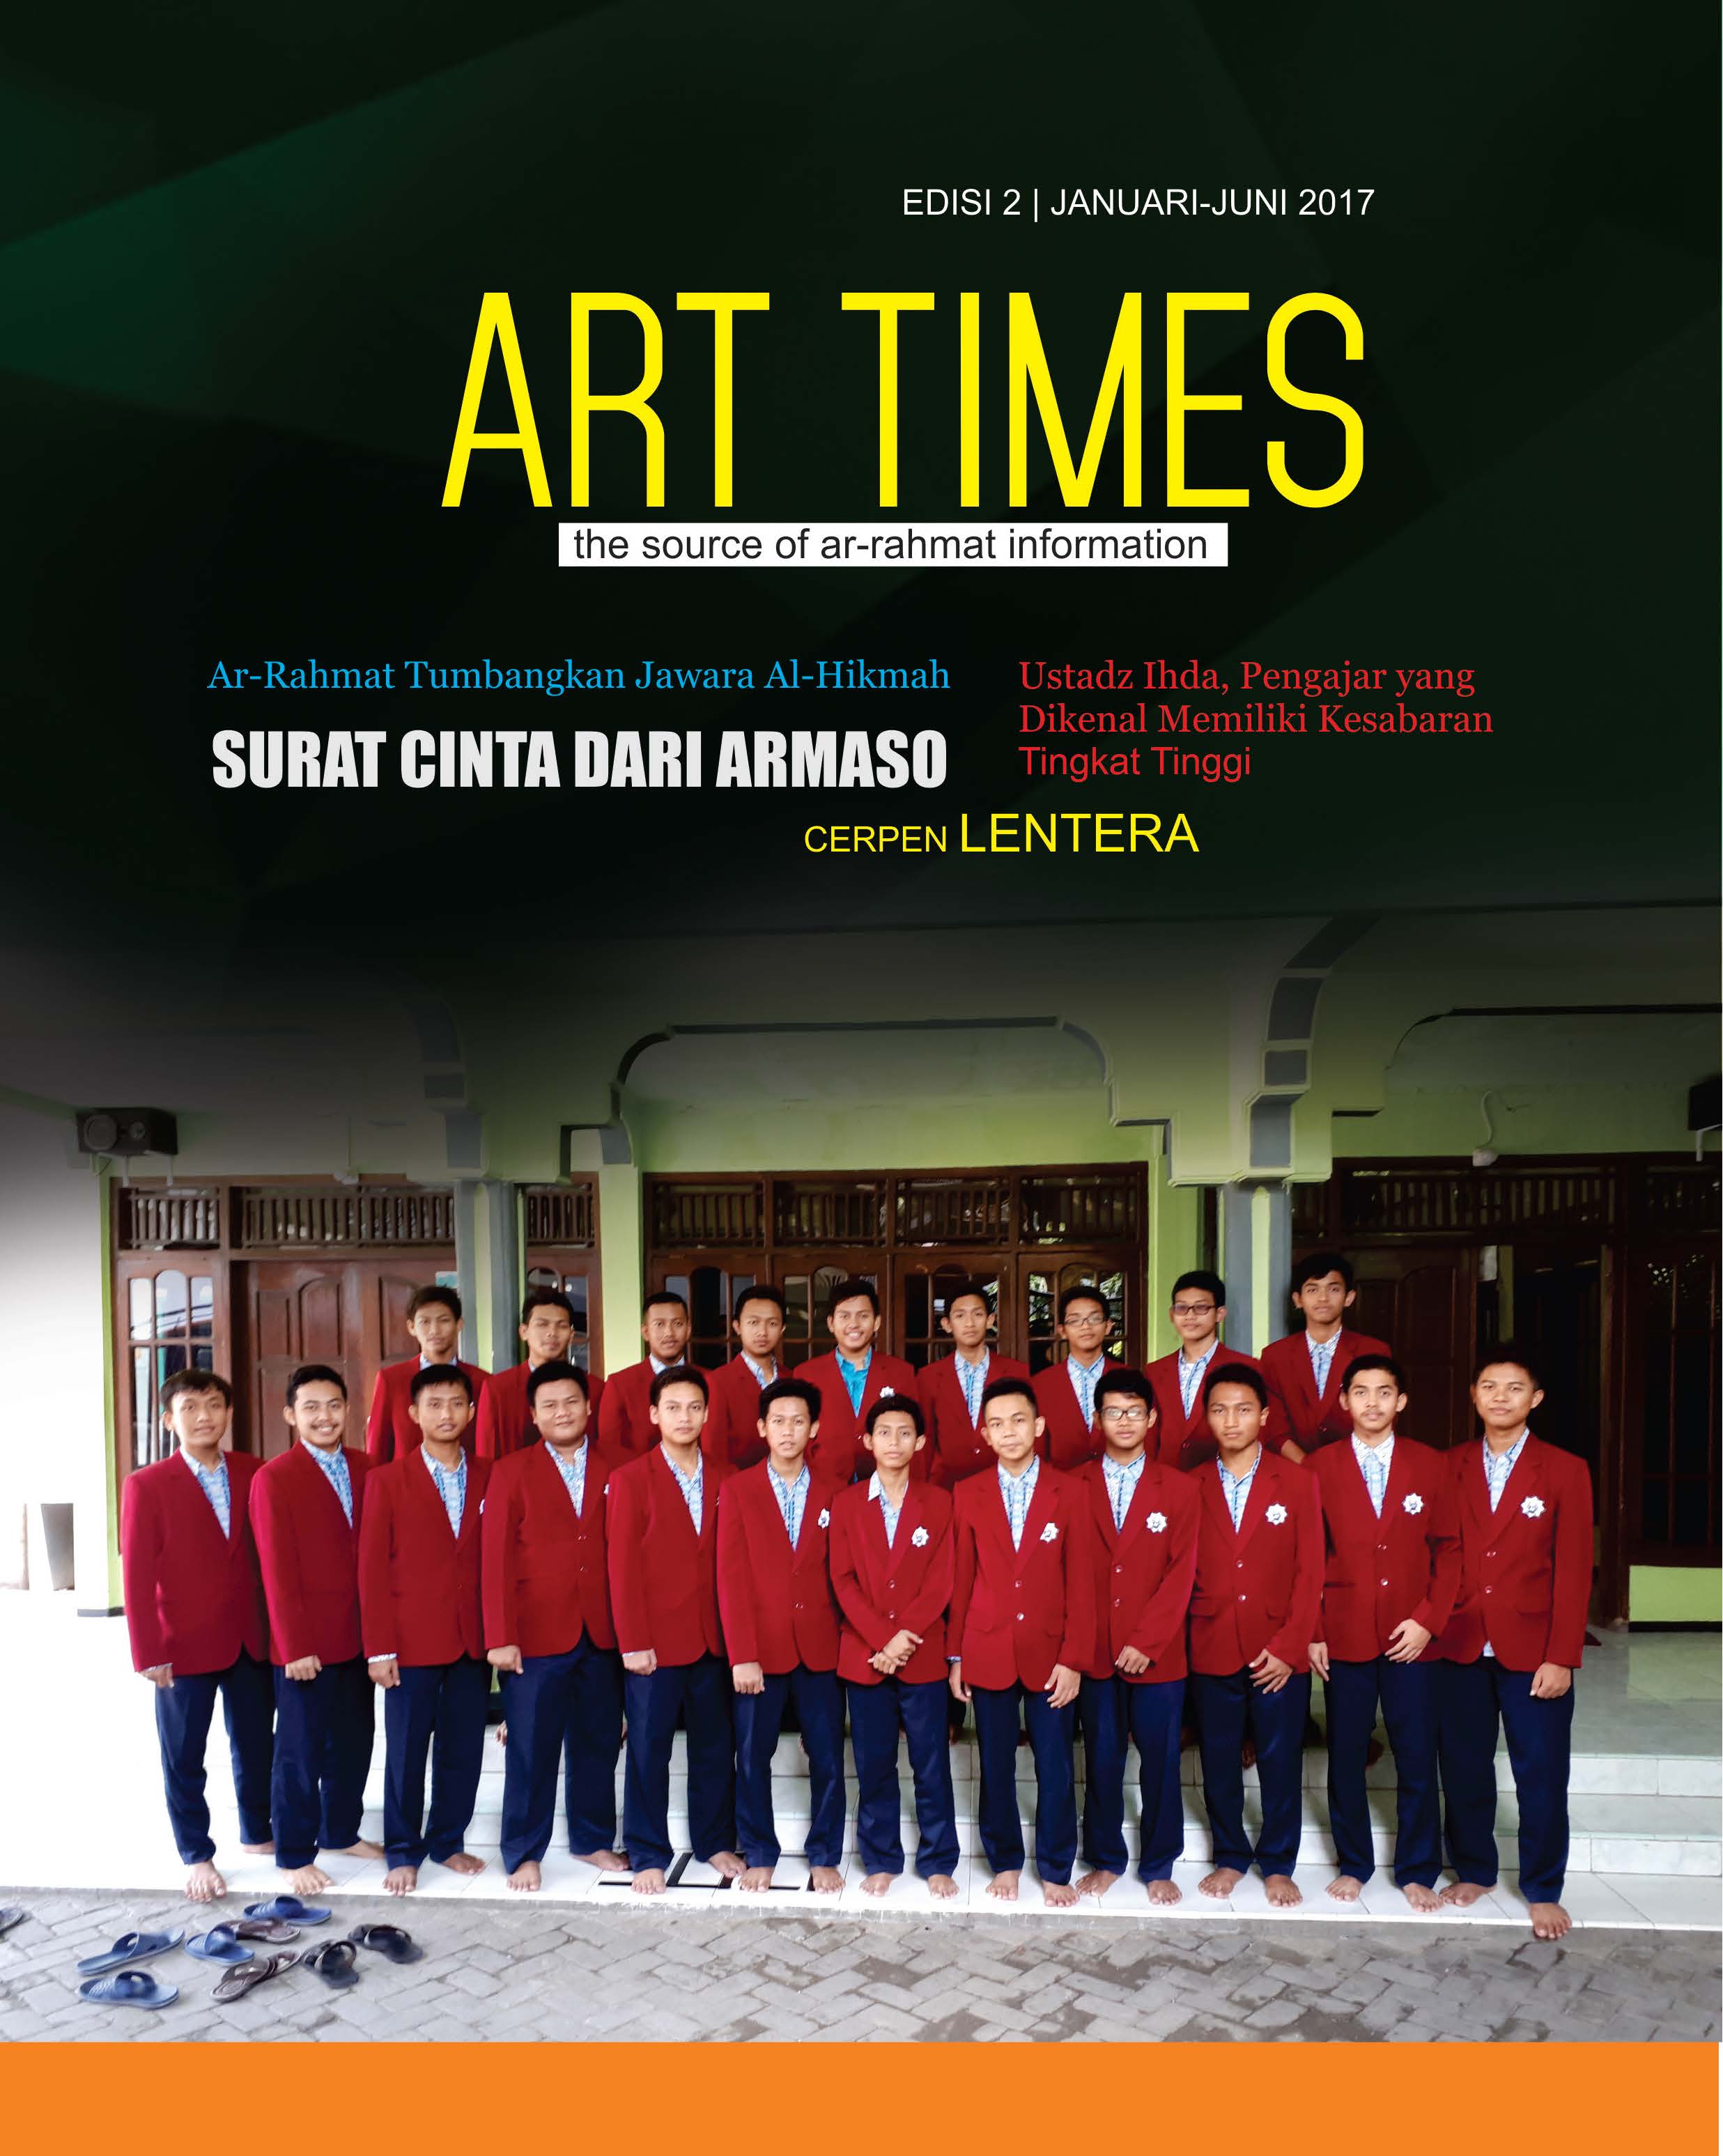 EDISI 2 | JANUARI-JUNI 2017
ART TIMES
the source of ar-rahmat information
Ar-Rahmat Tumbangkan Jawara Al-Hikmah
SURAT CINTA DARI ARMASO
Ustadz Ihda, Pengajar yang
Dikenal Memiliki Kesabaran
Tingkat Tinggi
CERPEN LENTERA